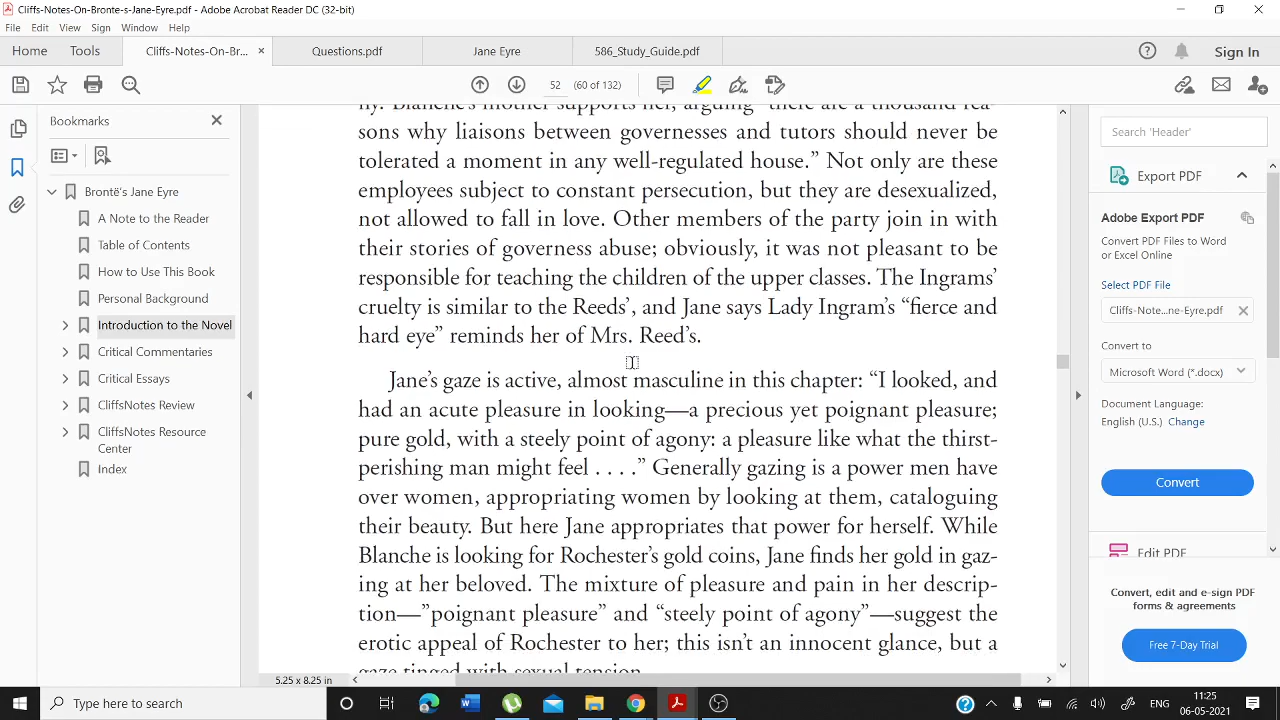 Cliffs-Notes-On-Bronte-s-Jane-Eyre.pdf - Adobe Acrobat Reader DC (32-bit)
File Edit View Sign Window Help
Home Tools Cliffs-Notes-On-Br... × Questions.pdf Jane Eyre 586_Study_Guide.pdf Sign In
52 (60 of 132)
Bookmarks
Brontë's Jane Eyre
A Note to the Reader
Table of Contents
How to Use This Book
Personal Background
Introduction to the Novel
Critical Commentaries
Critical Essays
CliffsNotes Review
CliffsNotes Resource
Center
Index
ny. Blanche's mother supports her, arguing "there are a thousand rea-
sons why liaisons between governesses and tutors should never be
tolerated a moment in any well-regulated house." Not only are these
employees subject to constant persecution, but they are desexualized,
not allowed to fall in love. Other members of the party join in with
their stories of governess abuse; obviously, it was not pleasant to be
responsible for teaching the children of the upper classes. The Ingrams'
cruelty is similar to the Reeds', and Jane says Lady Ingram's "fierce and
hard eye" reminds her of Mrs. Reed's.
Jane's gaze is active, almost masculine in this chapter: "I looked, and
had an acute pleasure in looking—a precious yet poignant pleasure;
pure gold, with a steely point of agony: a pleasure like what the thirst-
perishing man might feel . . . ." Generally gazing is a power men have
over women, appropriating women by looking at them, cataloguing
their beauty. But here Jane appropriates that power for herself. While
Blanche is looking for Rochester's gold coins, Jane finds her gold in gaz-
ing at her beloved. The mixture of pleasure and pain in her descrip-
tion—"poignant pleasure" and "steely point of agony"—suggest the
erotic appeal of Rochester to her; this isn't an innocent glance, but a
gaze tinged with sexual tension.
5.25 x 8.25 in
Search 'Header'
Export PDF
Adobe Export PDF
Convert PDF Files to Word
or Excel Online
Select PDF File
Cliffs-Note...ne-Eyre.pdf
Convert to
Microsoft Word (*.docx)
Document Language:
English (U.S.) Change
Convert
Edit PDF
Convert, edit and e-sign PDF
forms & agreements
Free 7-Day Trial
Type here to search
ENG
11:25
06-05-2021